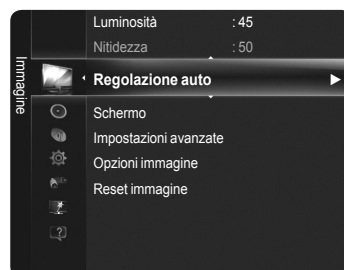 Immagine
Luminosità : 45
Nitidezza : 50
Regolazione auto
Schermo
Impostazioni avanzate
Opzioni immagine
Reset immagine